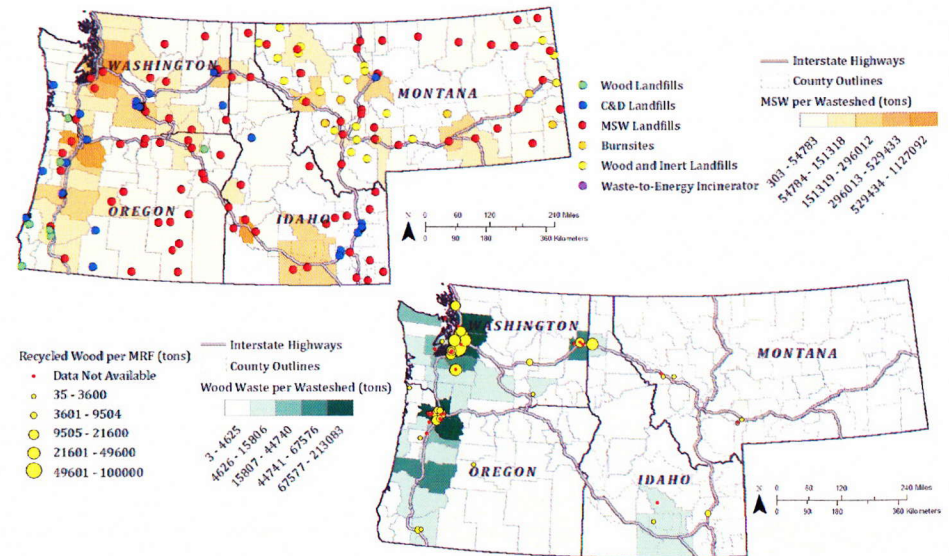 WASHINGTON
MONTANA
OREGON
IDAHO
N
0 60 120 240 Miles
0 90 180 360 Kilometers
Wood Landfills
C&D Landfills
MSW Landfills
Burnsites
Wood and Inert Landfills
Waste-to-Energy Incinerator
Interstate Highways
County Outlines
MSW per Wasteshed (tons)
303 - 54783
54784 - 151318
151319 - 296012
296013 - 529433
529434 - 1127092
Recycled Wood per MRF (tons)
Data Not Available
35 - 3600
3601 - 9504
9505 - 21600
21601 - 49600
49601 - 100000
Interstate Highways
County Outlines
Wood Waste per Wasteshed (tons)
3 - 4625
4626 - 15806
15807 - 44740
44741 - 67576
67577 - 213083
WASHINGTON
MONTANA
OREGON
IDAHO
N
0 60 120 240 Miles
0 90 180 360 Kilometers